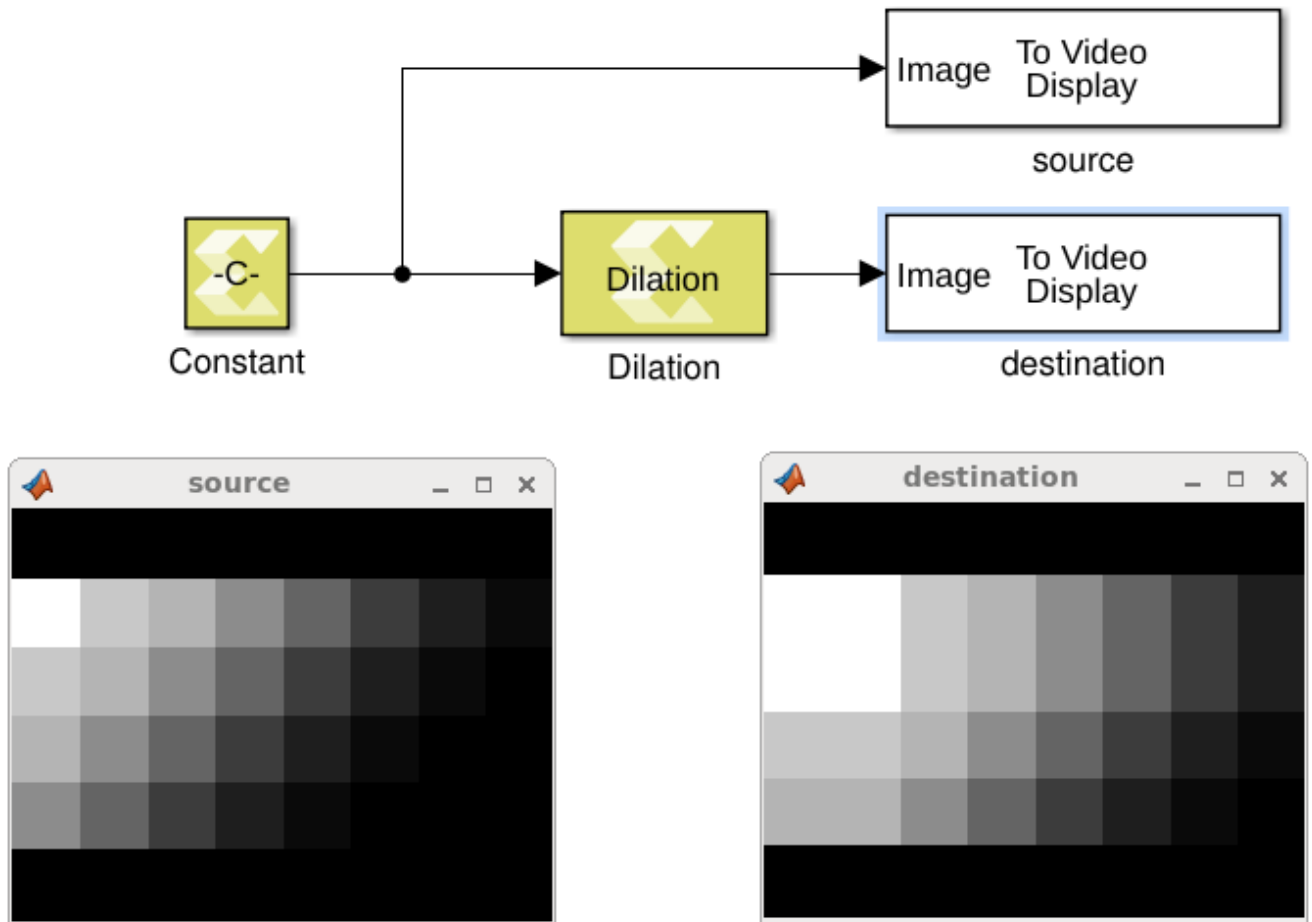 Image
To Video
Display
source
-C-
Constant
Dilation
Dilation
Image
To Video
Display
destination
source
destination